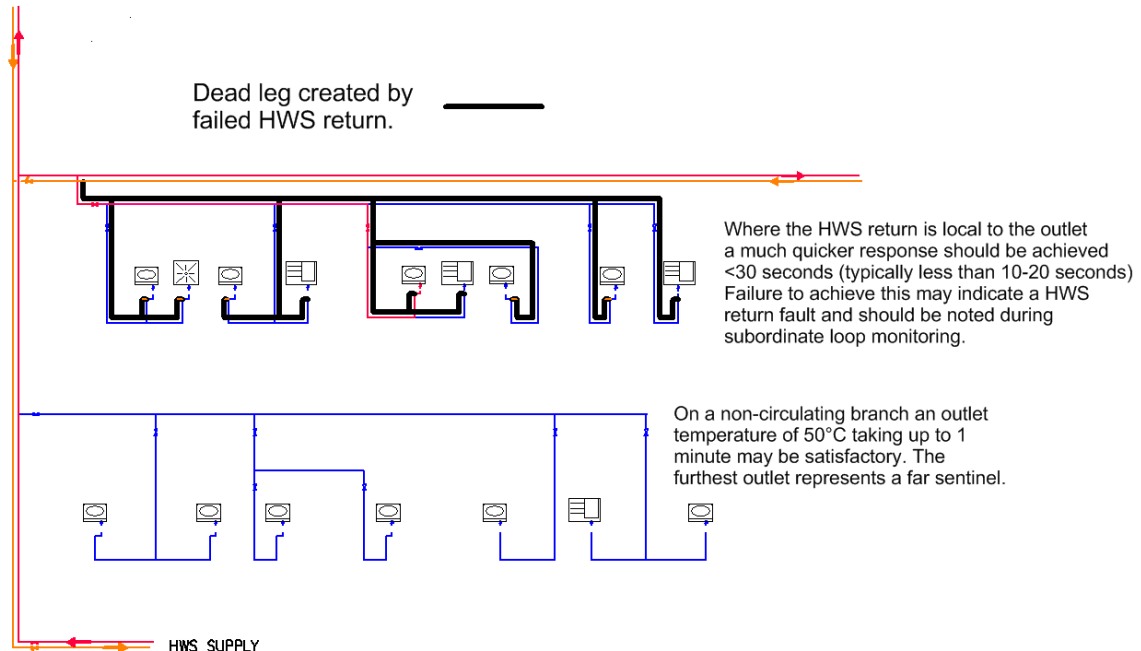 Dead leg created by
failed HWS return.
Where the HWS return is local to the outlet
a much quicker response should be achieved
<30 seconds (typically less than 10-20 seconds)
Failure to achieve this may indicate a HWS
return fault and should be noted during
subordinate loop monitoring.
On a non-circulating branch an outlet
temperature of 50°C taking up to 1
minute may be satisfactory. The
furthest outlet represents a far sentinel.
HWS SUPPLY